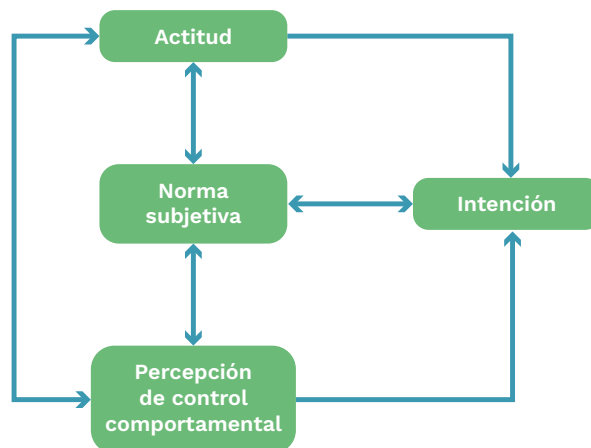 Actitud
Norma
subjetiva
Intención
Percepción
de control
comportamental